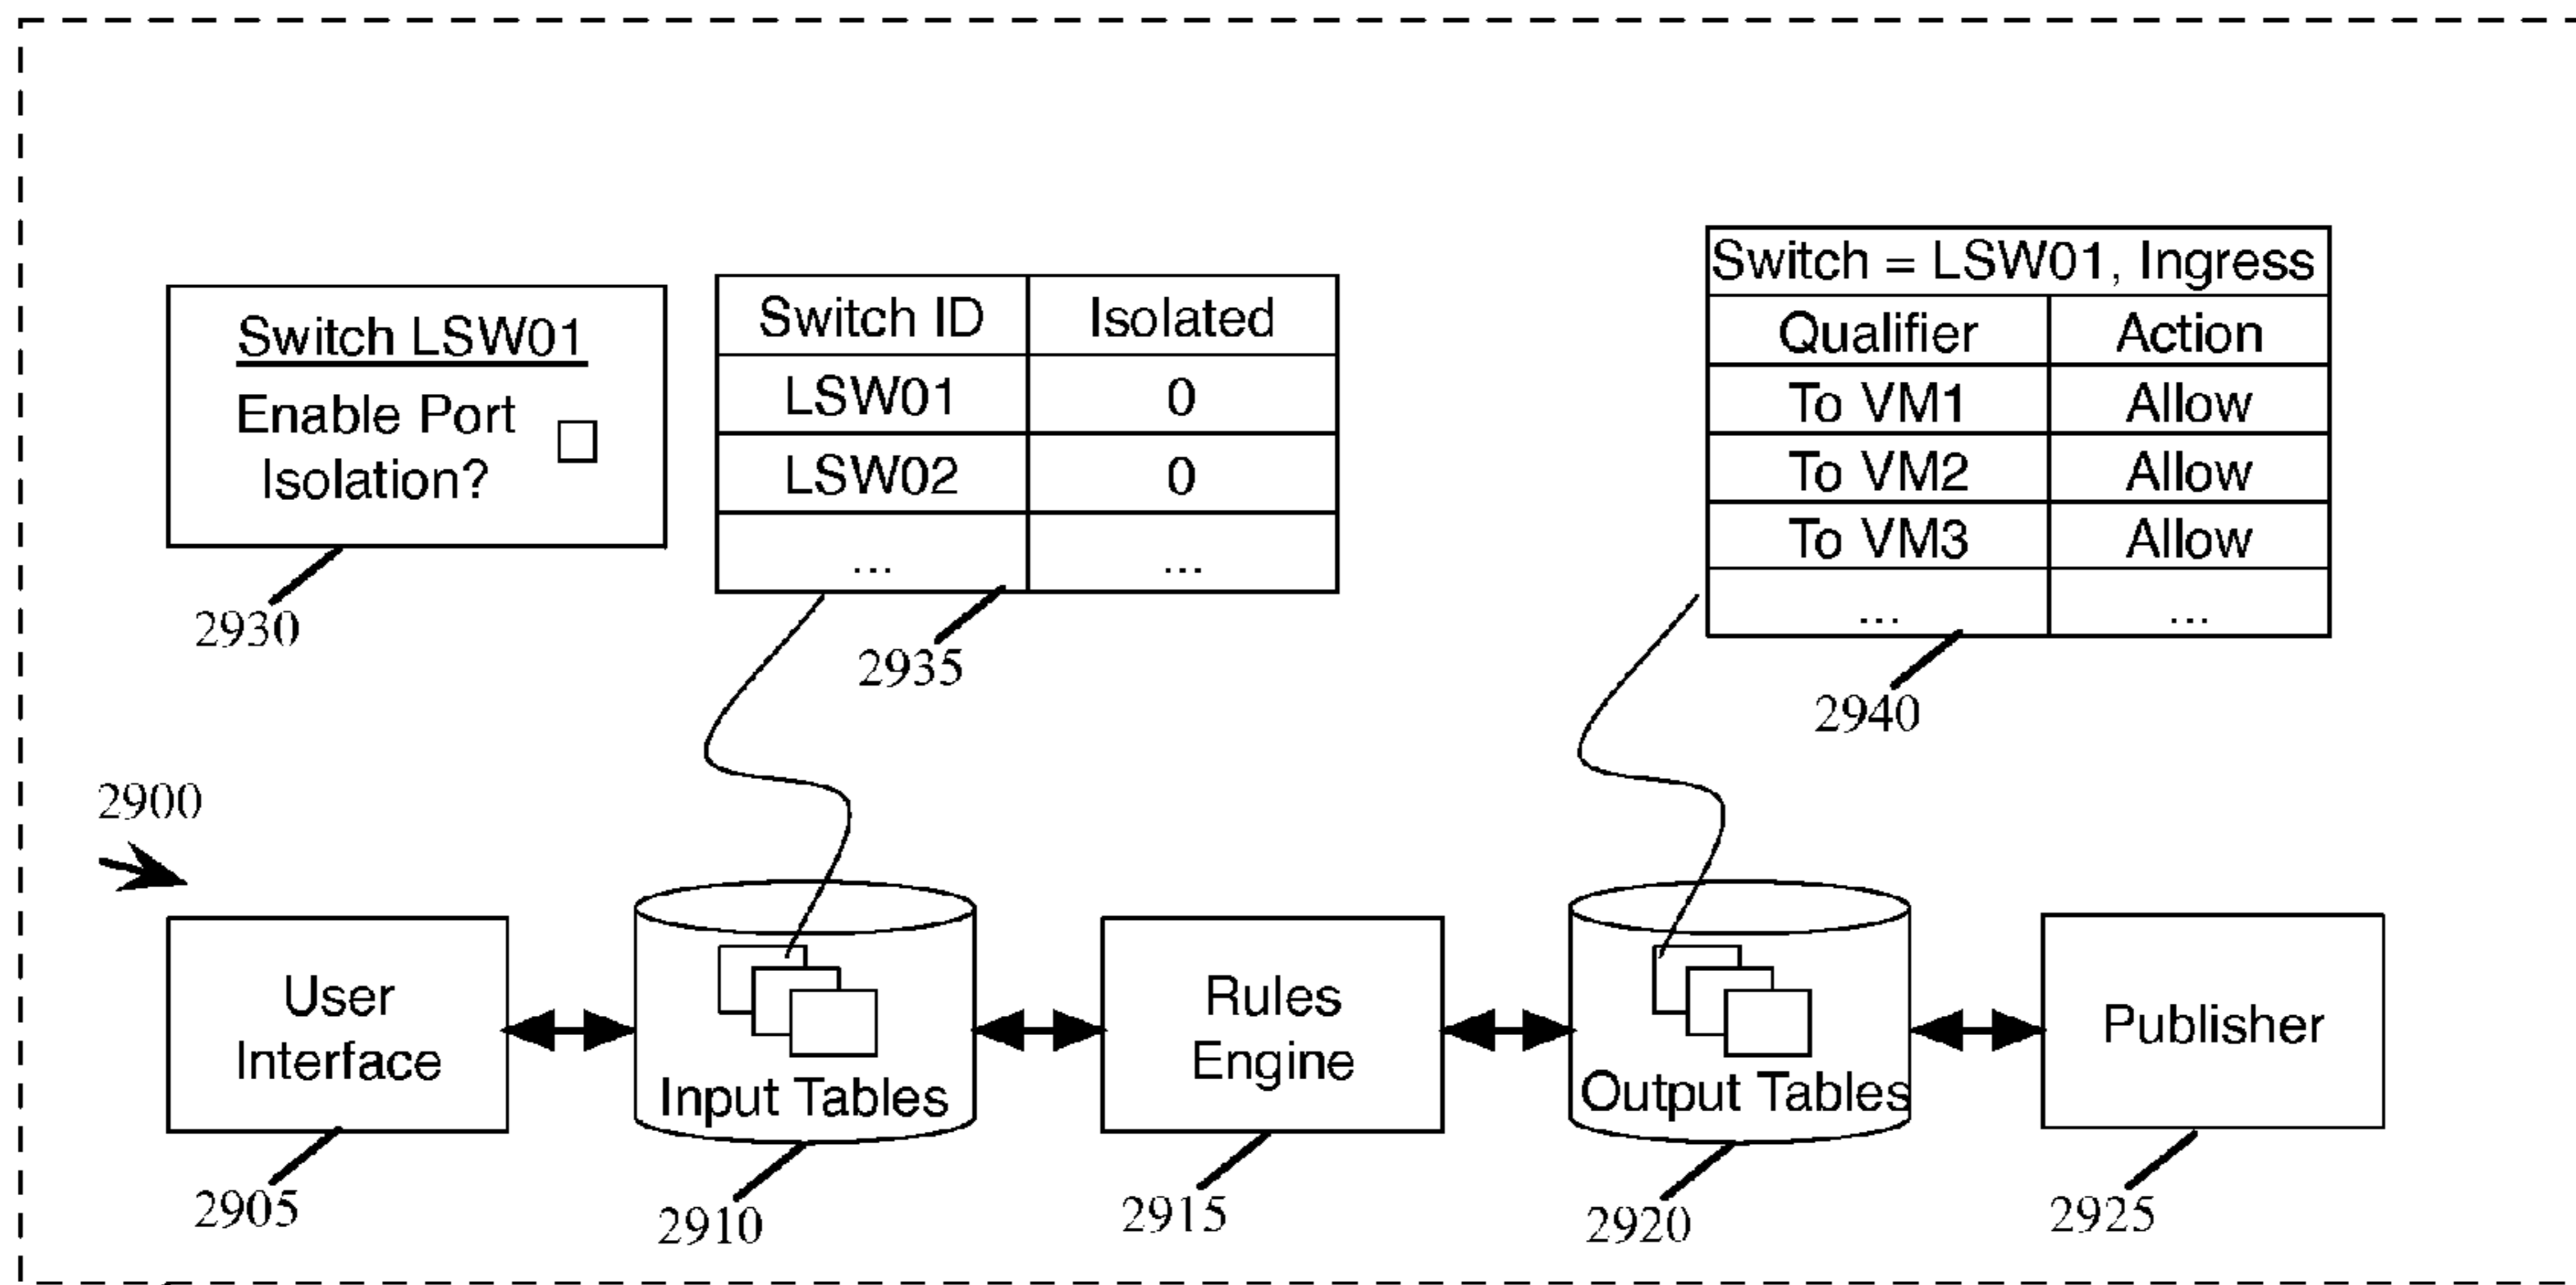 Switch LSW01
Enable Port
Isolation?
2930
Switch ID Isolated
LSW01 0
LSW02 0
... ...
2935
Switch = LSW01, Ingress
Qualifier Action
To VM1 Allow
To VM2 Allow
To VM3 Allow
... ...
2940
2900
User
Interface
2905
Input Tables
2910
Rules
Engine
2915
Output Tables
2920
Publisher
2925